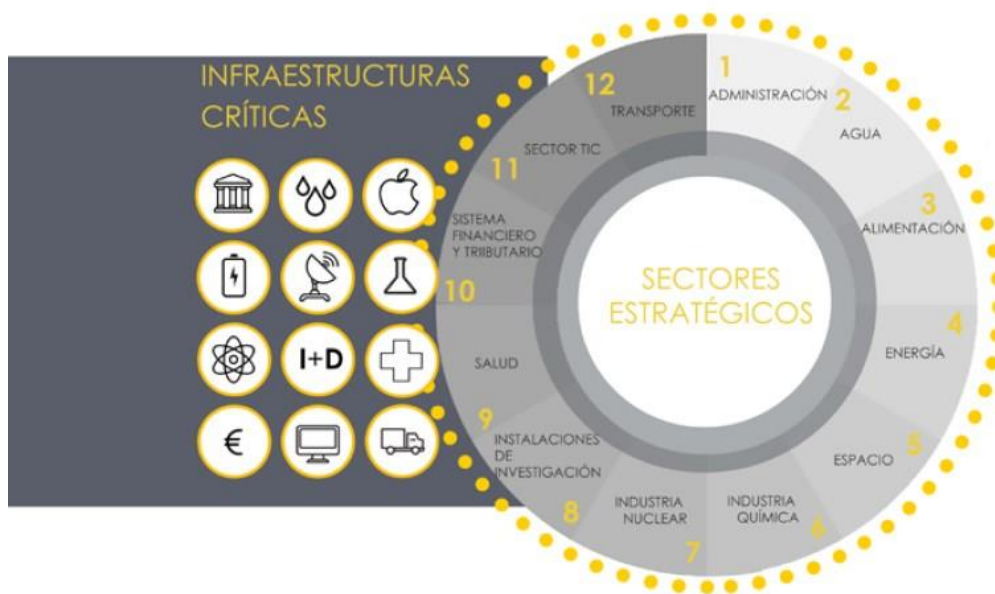 INFRAESTRUCTURAS
CRÍTICAS
I+D
€
SECTORES
ESTRATÉGICOS
1
ADMINISTRACIÓN
2
AGUA
3
ALIMENTACIÓN
4
ENERGÍA
5
ESPACIO
6
INDUSTRIA
QUÍMICA
7
INDUSTRIA
NUCLEAR
8
INSTALACIONES
DE
INVESTIGACIÓN
9
SALUD
10
SISTEMA
FINANCIERO
Y TRIIBUTARIO
11
SECTOR TIC
12
TRANSPORTE